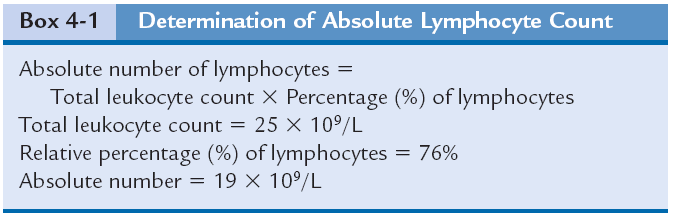 Box 4-1 Determination of Absolute Lymphocyte Count
Absolute number of lymphocytes =
Total leukocyte count × Percentage (%) of lymphocytes
Total leukocyte count = 25 × 10⁹/L
Relative percentage (%) of lymphocytes = 76%
Absolute number = 19 × 10⁹/L